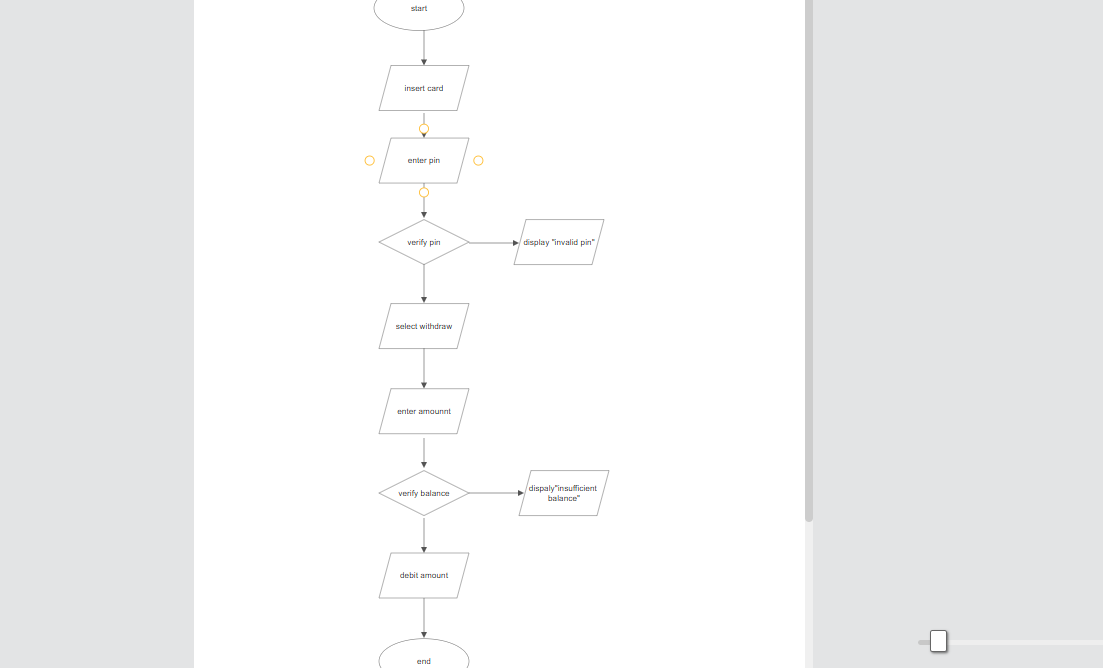 start
insert card
enter pin
verify pin
display "invalid pin"
select withdraw
enter amounnt
verify balance
dispaly"insufficient
balance"
debit amount
end